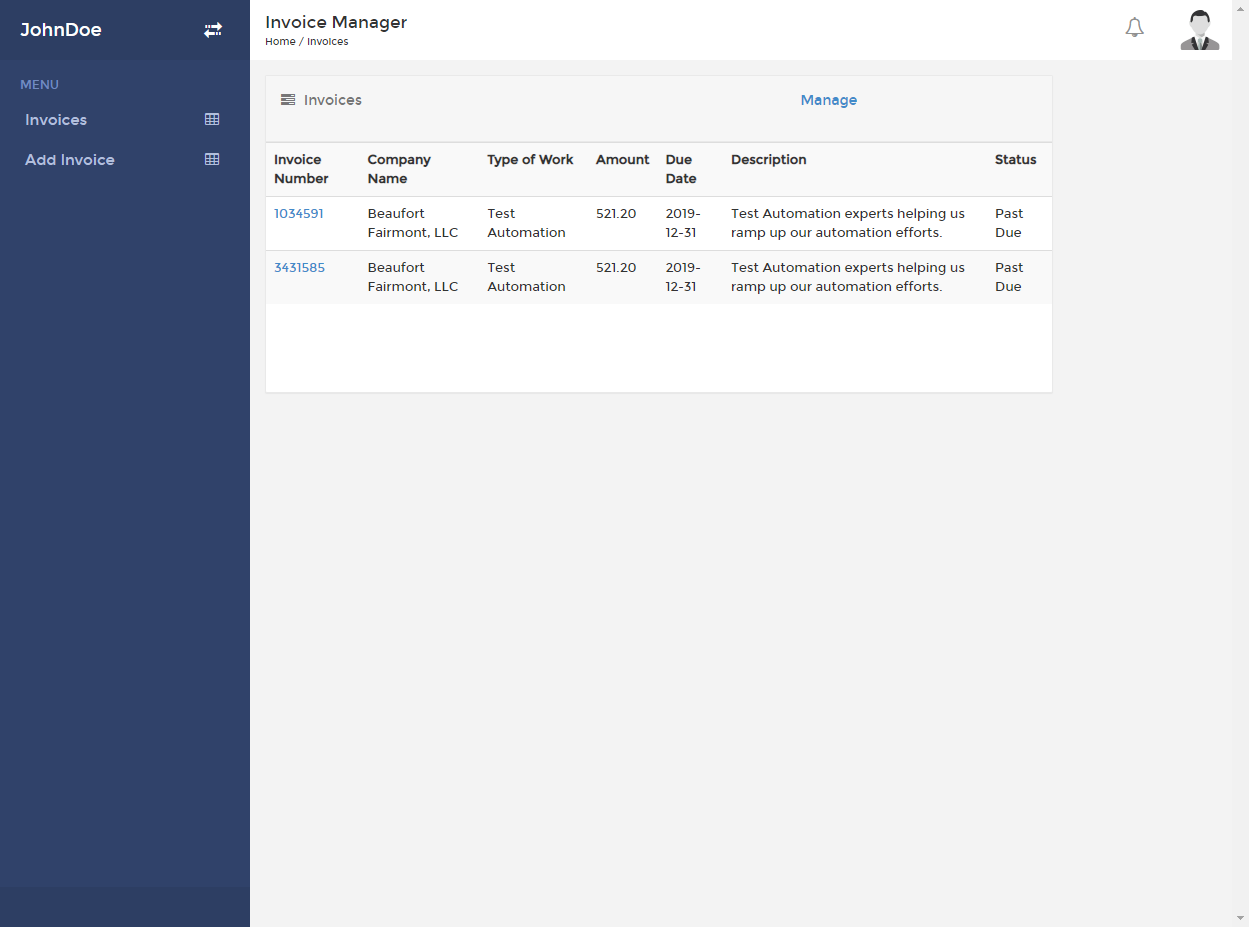 JohnDoe
Invoice Manager
Home / Invoices
MENU
Invoices
Add Invoice
Invoices
Manage
Invoice Number Company Name Type of Work Amount Due Date Description Status
1034591 Beaufort Fairmont, LLC Test Automation 521.20 2019-12-31 Test Automation experts helping us ramp up our automation efforts. Past Due
3431585 Beaufort Fairmont, LLC Test Automation 521.20 2019-12-31 Test Automation experts helping us ramp up our automation efforts. Past Due